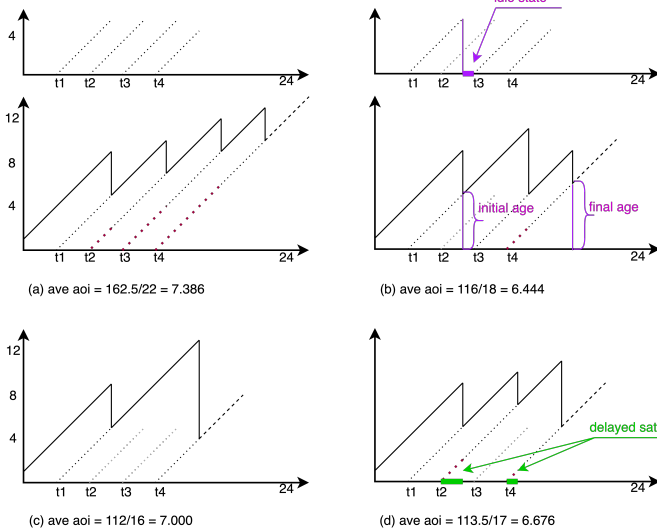 idle state
4
t1 t2 t3 t4 24
t1 t2 t3 t4 24
12
8
4
t1 t2 t3 t4 24
initial age
final age
t1 t2 t3 t4 24
(a) ave aoi = 162.5/22 = 7.386
(b) ave aoi = 116/18 = 6.444
12
8
4
t1 t2 t3 t4 24
delayed sat
t1 t2 t3 t4 24
(c) ave aoi = 112/16 = 7.000
(d) ave aoi = 113.5/17 = 6.676